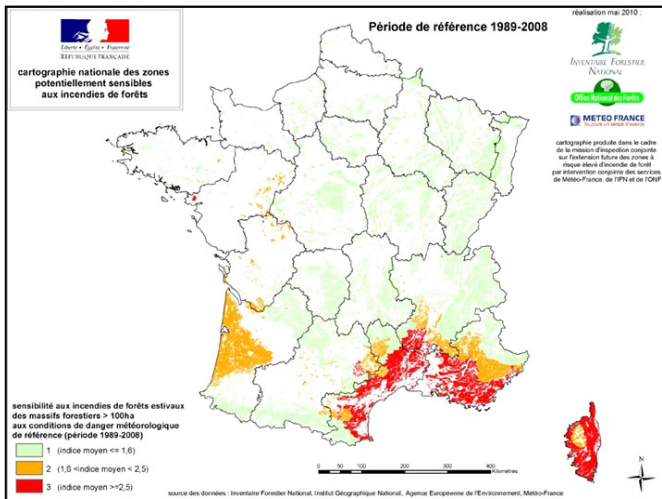 Liberté • Égalité • Fraternité
RÉPUBLIQUE FRANÇAISE
cartographie nationale des zones
potentiellement sensibles
aux incendies de forêts
Période de référence 1989-2008
réalisation mai 2010 :
INVENTAIRE FORESTIER
NATIONAL
Office National des Forêts
METEO FRANCE
Toujours un temps d'avance
cartographie produite dans le cadre
de la mission d'inspection conjointe
sur l'extension future des zones à
risque élevé d'incendie de forêt
par intervention conjointe des services
de Météo-France, de l'IFN et de l'ONF
sensibilité aux incendies de forêts estivaux
des massifs forestiers > 100ha
aux conditions de danger météorologique
de référence (période 1989-2008)
1 (indice moyen <= 1,6)
2 (1,6 <indice moyen < 2,5)
3 (indice moyen >=2,5)
0 50 100 200 300 400
Kilomètres
N
source des données : Inventaire Forestier National, Institut Géographique National, Agence Européenne de l'Environnement, Météo-France